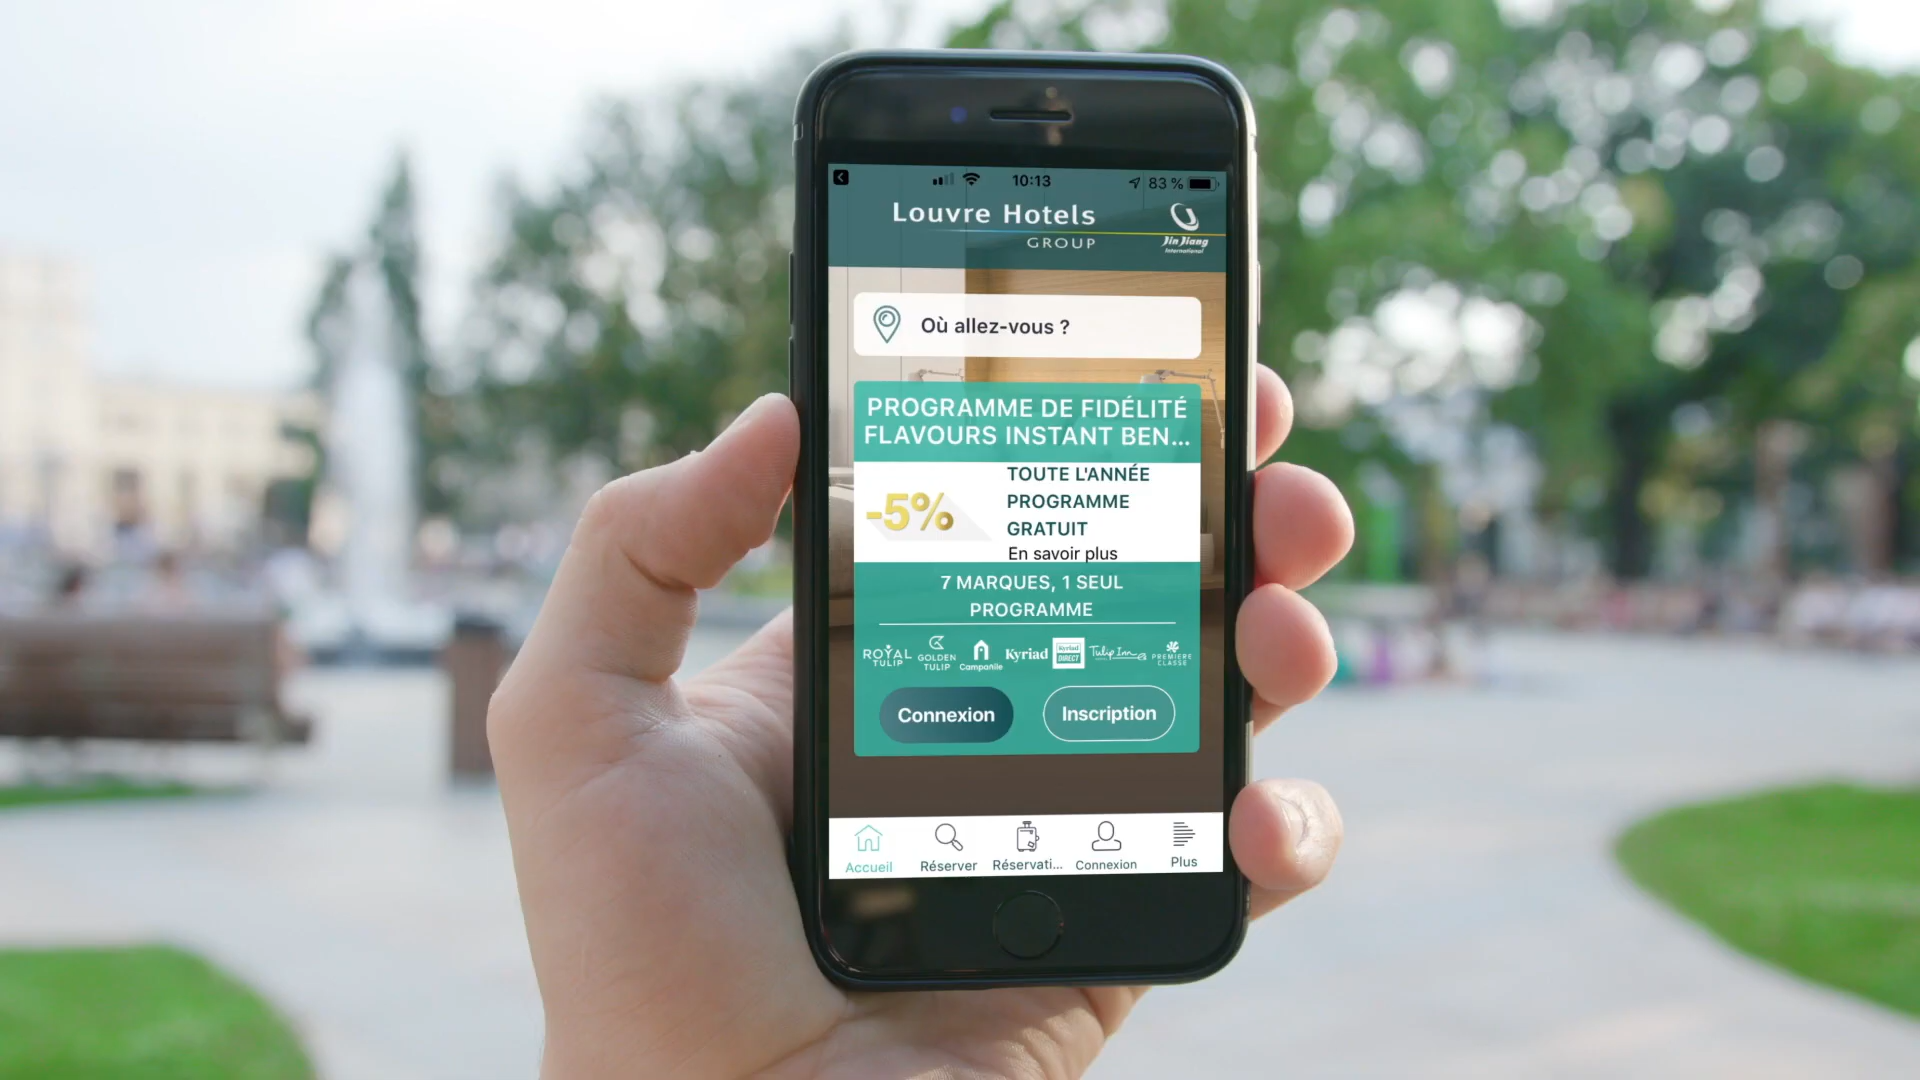 10:13
83 %
Louvre Hotels
GROUP
Jin Jiang
International
Où allez-vous ?
PROGRAMME DE FIDÉLITÉ
FLAVOURS INSTANT BEN...
-5%
TOUTE L'ANNÉE
PROGRAMME
GRATUIT
En savoir plus
7 MARQUES, 1 SEUL
PROGRAMME
ROYAL TULIP
GOLDEN TULIP
Campanile
Kyriad
Kyriad DIRECT
Tulip Inn
PREMIERE CLASSE
Connexion
Inscription
Accueil
Réserver
Réservati...
Connexion
Plus